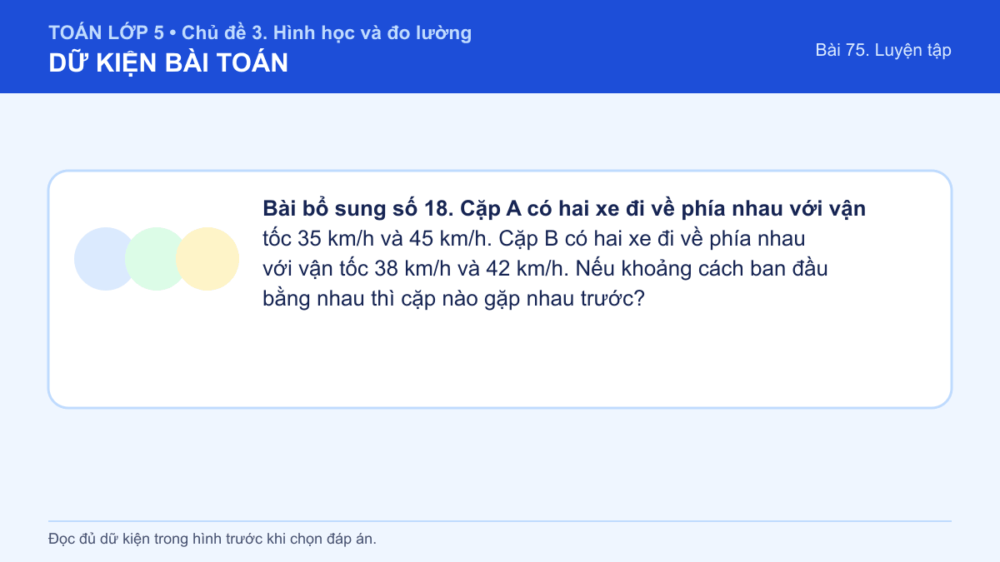 TOÁN LỚP 5 • Chủ đề 3. Hình học và đo lường
DỮ KIỆN BÀI TOÁN
Bài 75. Luyện tập
Bài bổ sung số 18. Cặp A có hai xe đi về phía nhau với vận
tốc 35 km/h và 45 km/h. Cặp B có hai xe đi về phía nhau
với vận tốc 38 km/h và 42 km/h. Nếu khoảng cách ban đầu
bằng nhau thì cặp nào gặp nhau trước?
Đọc đủ dữ kiện trong hình trước khi chọn đáp án.